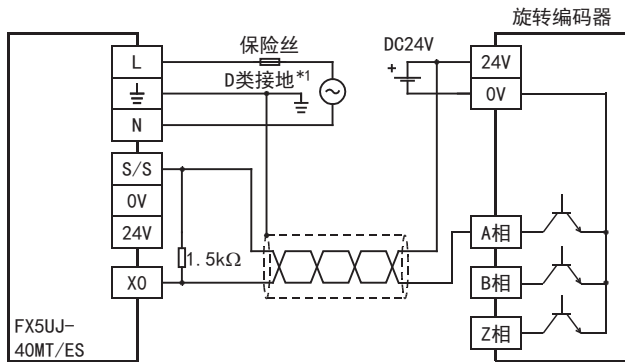 旋转编码器
保险丝
DC24V
L
D类接地*1
+
24V
0V
N
S/S
0V
24V
X0
1.5kΩ
A相
B相
Z相
FX5UJ-
40MT/ES